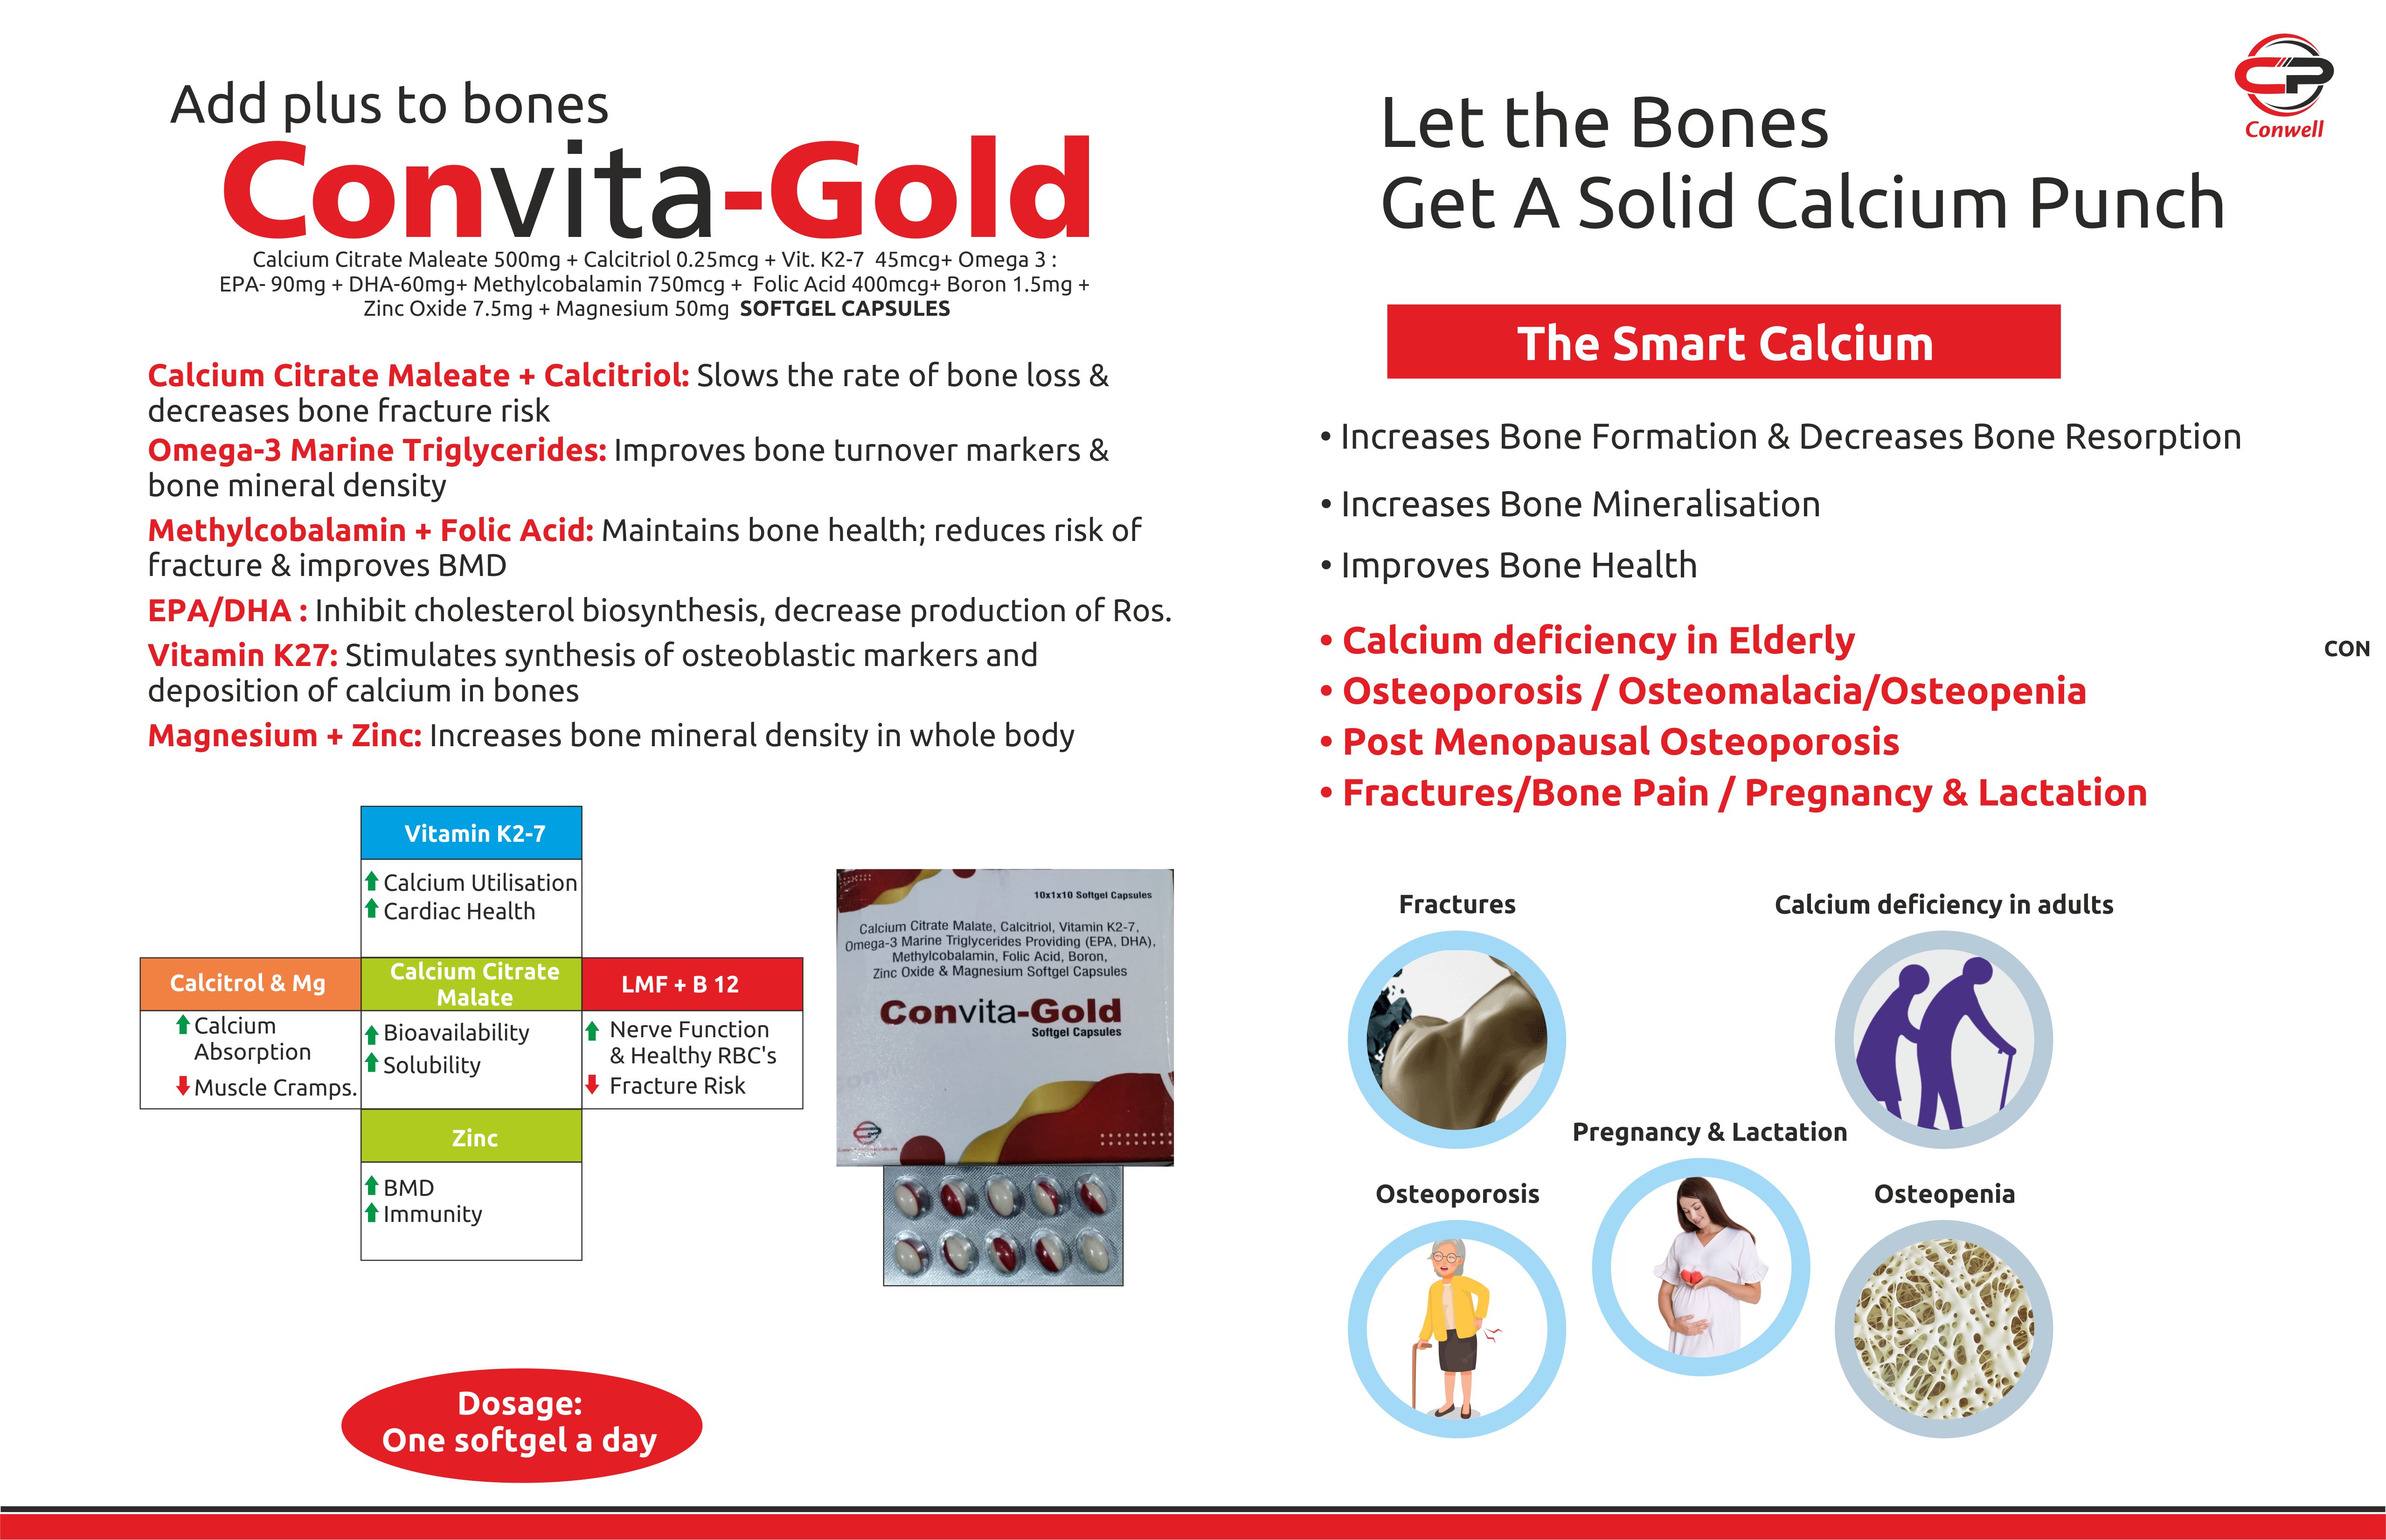 Add plus to bones
Convita-Gold
Calcium Citrate Maleate 500mg + Calcitriol 0.25mcg + Vit. K2-7 45mcg+ Omega 3 :
EPA- 90mg + DHA-60mg+ Methylcobalamin 750mcg + Folic Acid 400mcg+ Boron 1.5mg +
Zinc Oxide 7.5mg + Magnesium 50mg SOFTGEL CAPSULES
Calcium Citrate Maleate + Calcitriol: Slows the rate of bone loss &
decreases bone fracture risk
Omega-3 Marine Triglycerides: Improves bone turnover markers &
bone mineral density
Methylcobalamin + Folic Acid: Maintains bone health; reduces risk of
fracture & improves BMD
EPA/DHA : Inhibit cholesterol biosynthesis, decrease production of Ros.
Vitamin K27: Stimulates synthesis of osteoblastic markers and
deposition of calcium in bones
Magnesium + Zinc: Increases bone mineral density in whole body
Vitamin K2-7
Calcium Utilisation
Cardiac Health
Calcitrol & Mg
Calcium
Absorption
Muscle Cramps.
Calcium Citrate
Malate
Bioavailability
Solubility
LMF + B 12
Nerve Function
& Healthy RBC's
Fracture Risk
Zinc
BMD
Immunity
10x1x10 Softgel Capsules
Calcium Citrate Malate, Calcitriol, Vitamin K2-7,
Omega-3 Marine Triglycerides Providing (EPA, DHA),
Methylcobalamin, Folic Acid, Boron,
Zinc Oxide & Magnesium Softgel Capsules
Convita-Gold
Softgel Capsules
Dosage:
One softgel a day
Conwell
Let the Bones
Get A Solid Calcium Punch
The Smart Calcium
• Increases Bone Formation & Decreases Bone Resorption
• Increases Bone Mineralisation
• Improves Bone Health
• Calcium deficiency in Elderly
• Osteoporosis / Osteomalacia/Osteopenia
• Post Menopausal Osteoporosis
• Fractures/Bone Pain / Pregnancy & Lactation
CON
Fractures
Calcium deficiency in adults
Pregnancy & Lactation
Osteoporosis
Osteopenia